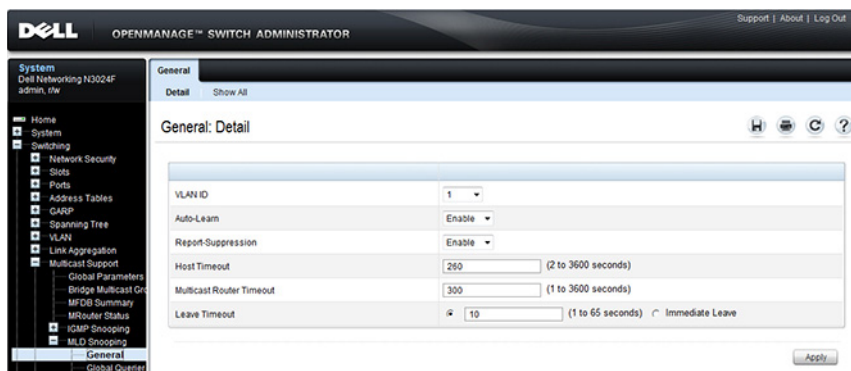 Support | About | Log Out
DELL OPENMANAGE™ SWITCH ADMINISTRATOR
System
Dell Networking N3024F
admin, r/w
Home
System
Switching
Network Security
Slots
Ports
Address Tables
GARP
Spanning Tree
VLAN
Link Aggregation
Multicast Support
Global Parameters
Bridge Multicast Gro
MFDB Summary
MRouter Status
IGMP Snooping
MLD Snooping
General
Global Querier
General
Detail Show All
General: Detail
VLAN ID 1
Auto-Learn Enable
Report-Suppression Enable
Host Timeout 260 (2 to 3600 seconds)
Multicast Router Timeout 300 (1 to 3600 seconds)
Leave Timeout 10 (1 to 65 seconds) Immediate Leave
Apply